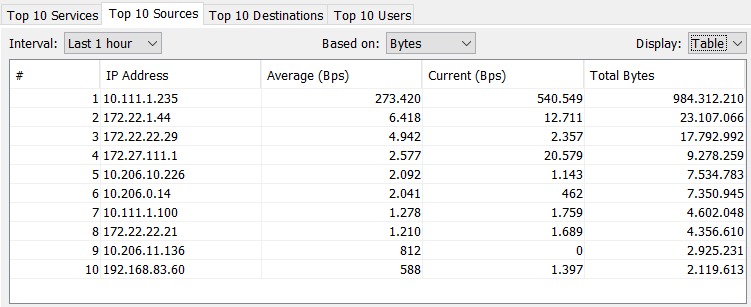 Top 10 Services Top 10 Sources Top 10 Destinations Top 10 Users
Interval: Last 1 hour Based on: Bytes Display: Table
# IP Address Average (Bps) Current (Bps) Total Bytes
1 10.111.1.235 273.420 540.549 984.312.210
2 172.22.1.44 6.418 12.711 23.107.066
3 172.22.22.29 4.942 2.357 17.792.992
4 172.27.111.1 2.577 20.579 9.278.259
5 10.206.10.226 2.092 1.143 7.534.783
6 10.206.0.14 2.041 462 7.350.945
7 10.111.1.100 1.278 1.759 4.602.048
8 172.22.22.21 1.210 1.689 4.356.610
9 10.206.11.136 812 0 2.925.231
10 192.168.83.60 588 1.397 2.119.613